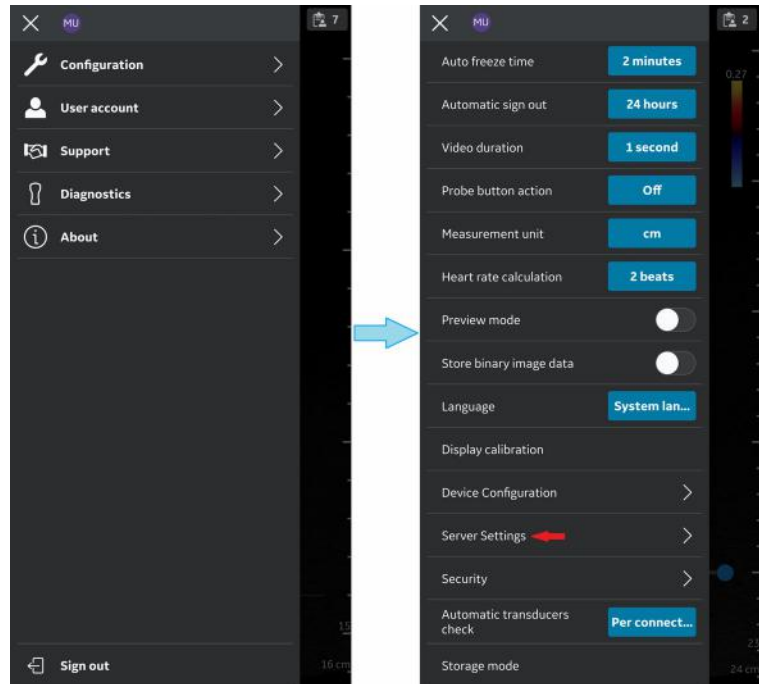 MU
7
Configuration
User account
Support
Diagnostics
About
Sign out
15
16 cm
MU
2
Auto freeze time 2 minutes
0.27
Automatic sign out 24 hours
Video duration 1 second
Probe button action Off
Measurement unit cm
Heart rate calculation 2 beats
Preview mode
Store binary image data
Language System lan...
Display calibration
Device Configuration
Server Settings
Security
Automatic transducers
check
Per connect...
Storage mode
24 cm